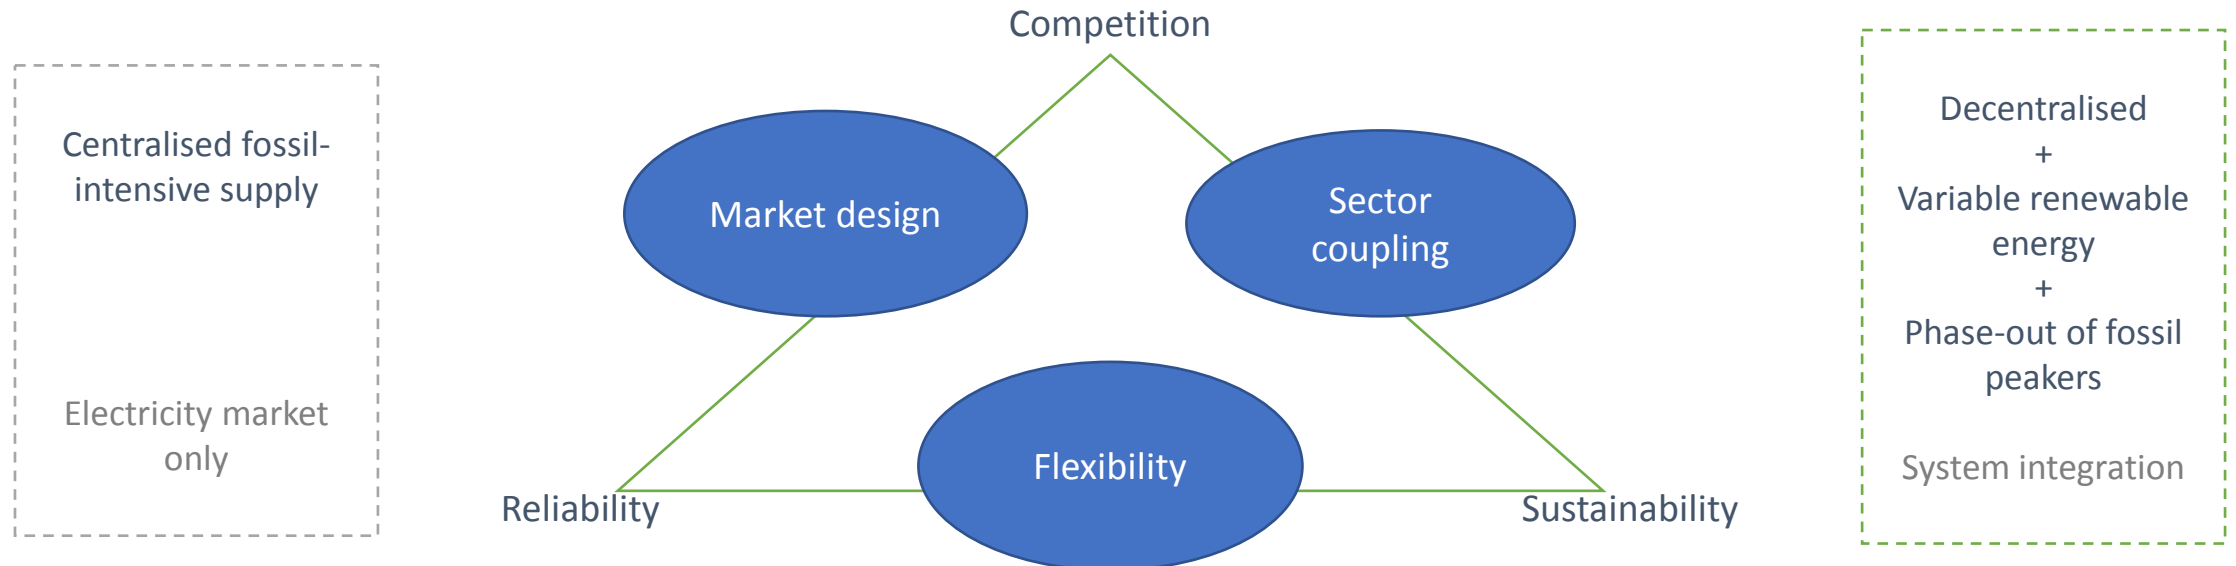 Competition
Centralised fossil-
intensive supply
Electricity market
only
Market design
Sector
coupling
Flexibility
Reliability
Sustainability
Decentralised
+
Variable renewable
energy
+
Phase-out of fossil
peakers
System integration